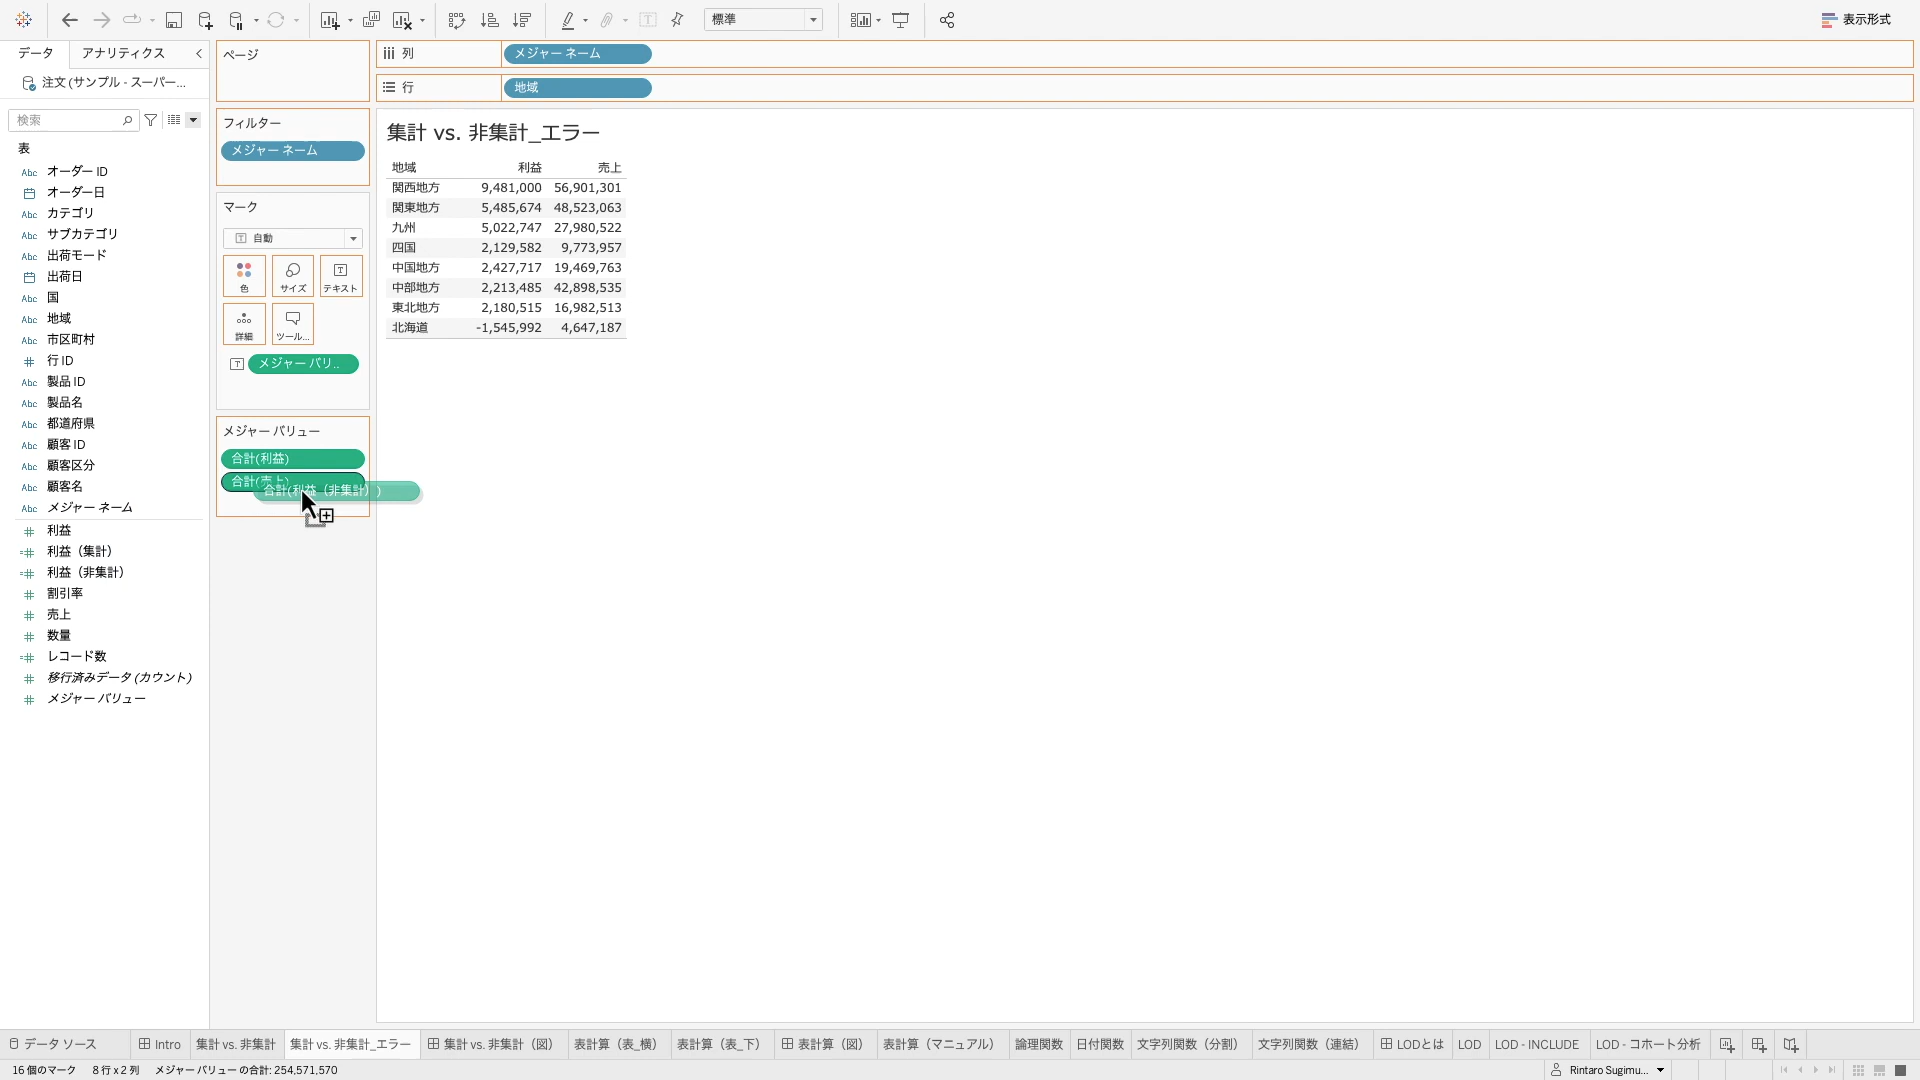 標準
表示形式
データ
アナリティクス
注文 (サンプル - スーパー...
検索
表
Abc オーダー ID
オーダー日
Abc カテゴリ
Abc サブカテゴリ
Abc 出荷モード
出荷日
Abc 国
Abc 地域
Abc 市区町村
行 ID
Abc 製品 ID
Abc 製品名
Abc 都道府県
Abc 顧客 ID
Abc 顧客区分
Abc 顧客名
Abc メジャー ネーム
利益
利益（集計）
利益（非集計）
割引率
売上
数量
レコード数
移行済みデータ (カウント)
メジャー バリュー
ページ
フィルター
メジャー ネーム
マーク
自動
色
サイズ
テキスト
詳細
ツール...
メジャー バリ..
メジャー バリュー
合計(利益)
合計(売上)
合計(利益（非集計）)
列
メジャー ネーム
行
地域
集計 vs. 非集計_エラー
地域 利益 売上
関西地方 9,481,000 56,901,301
関東地方 5,485,674 48,523,063
九州 5,022,747 27,980,522
四国 2,129,582 9,773,957
中国地方 2,427,717 19,469,763
中部地方 2,213,485 42,898,535
東北地方 2,180,515 16,982,513
北海道 -1,545,992 4,647,187
データ ソース
Intro
集計 vs. 非集計
集計 vs. 非集計_エラー
集計 vs. 非集計（図）
表計算（表_横）
表計算（表_下）
表計算（図）
表計算（マニュアル）
論理関数
日付関数
文字列関数（分割）
文字列関数（連結）
LODとは
LOD
LOD - INCLUDE
LOD - コホート分析
16 個のマーク
8 行 x 2 列
メジャー バリュー の合計: 254,571,570
Rintaro Sugimu...